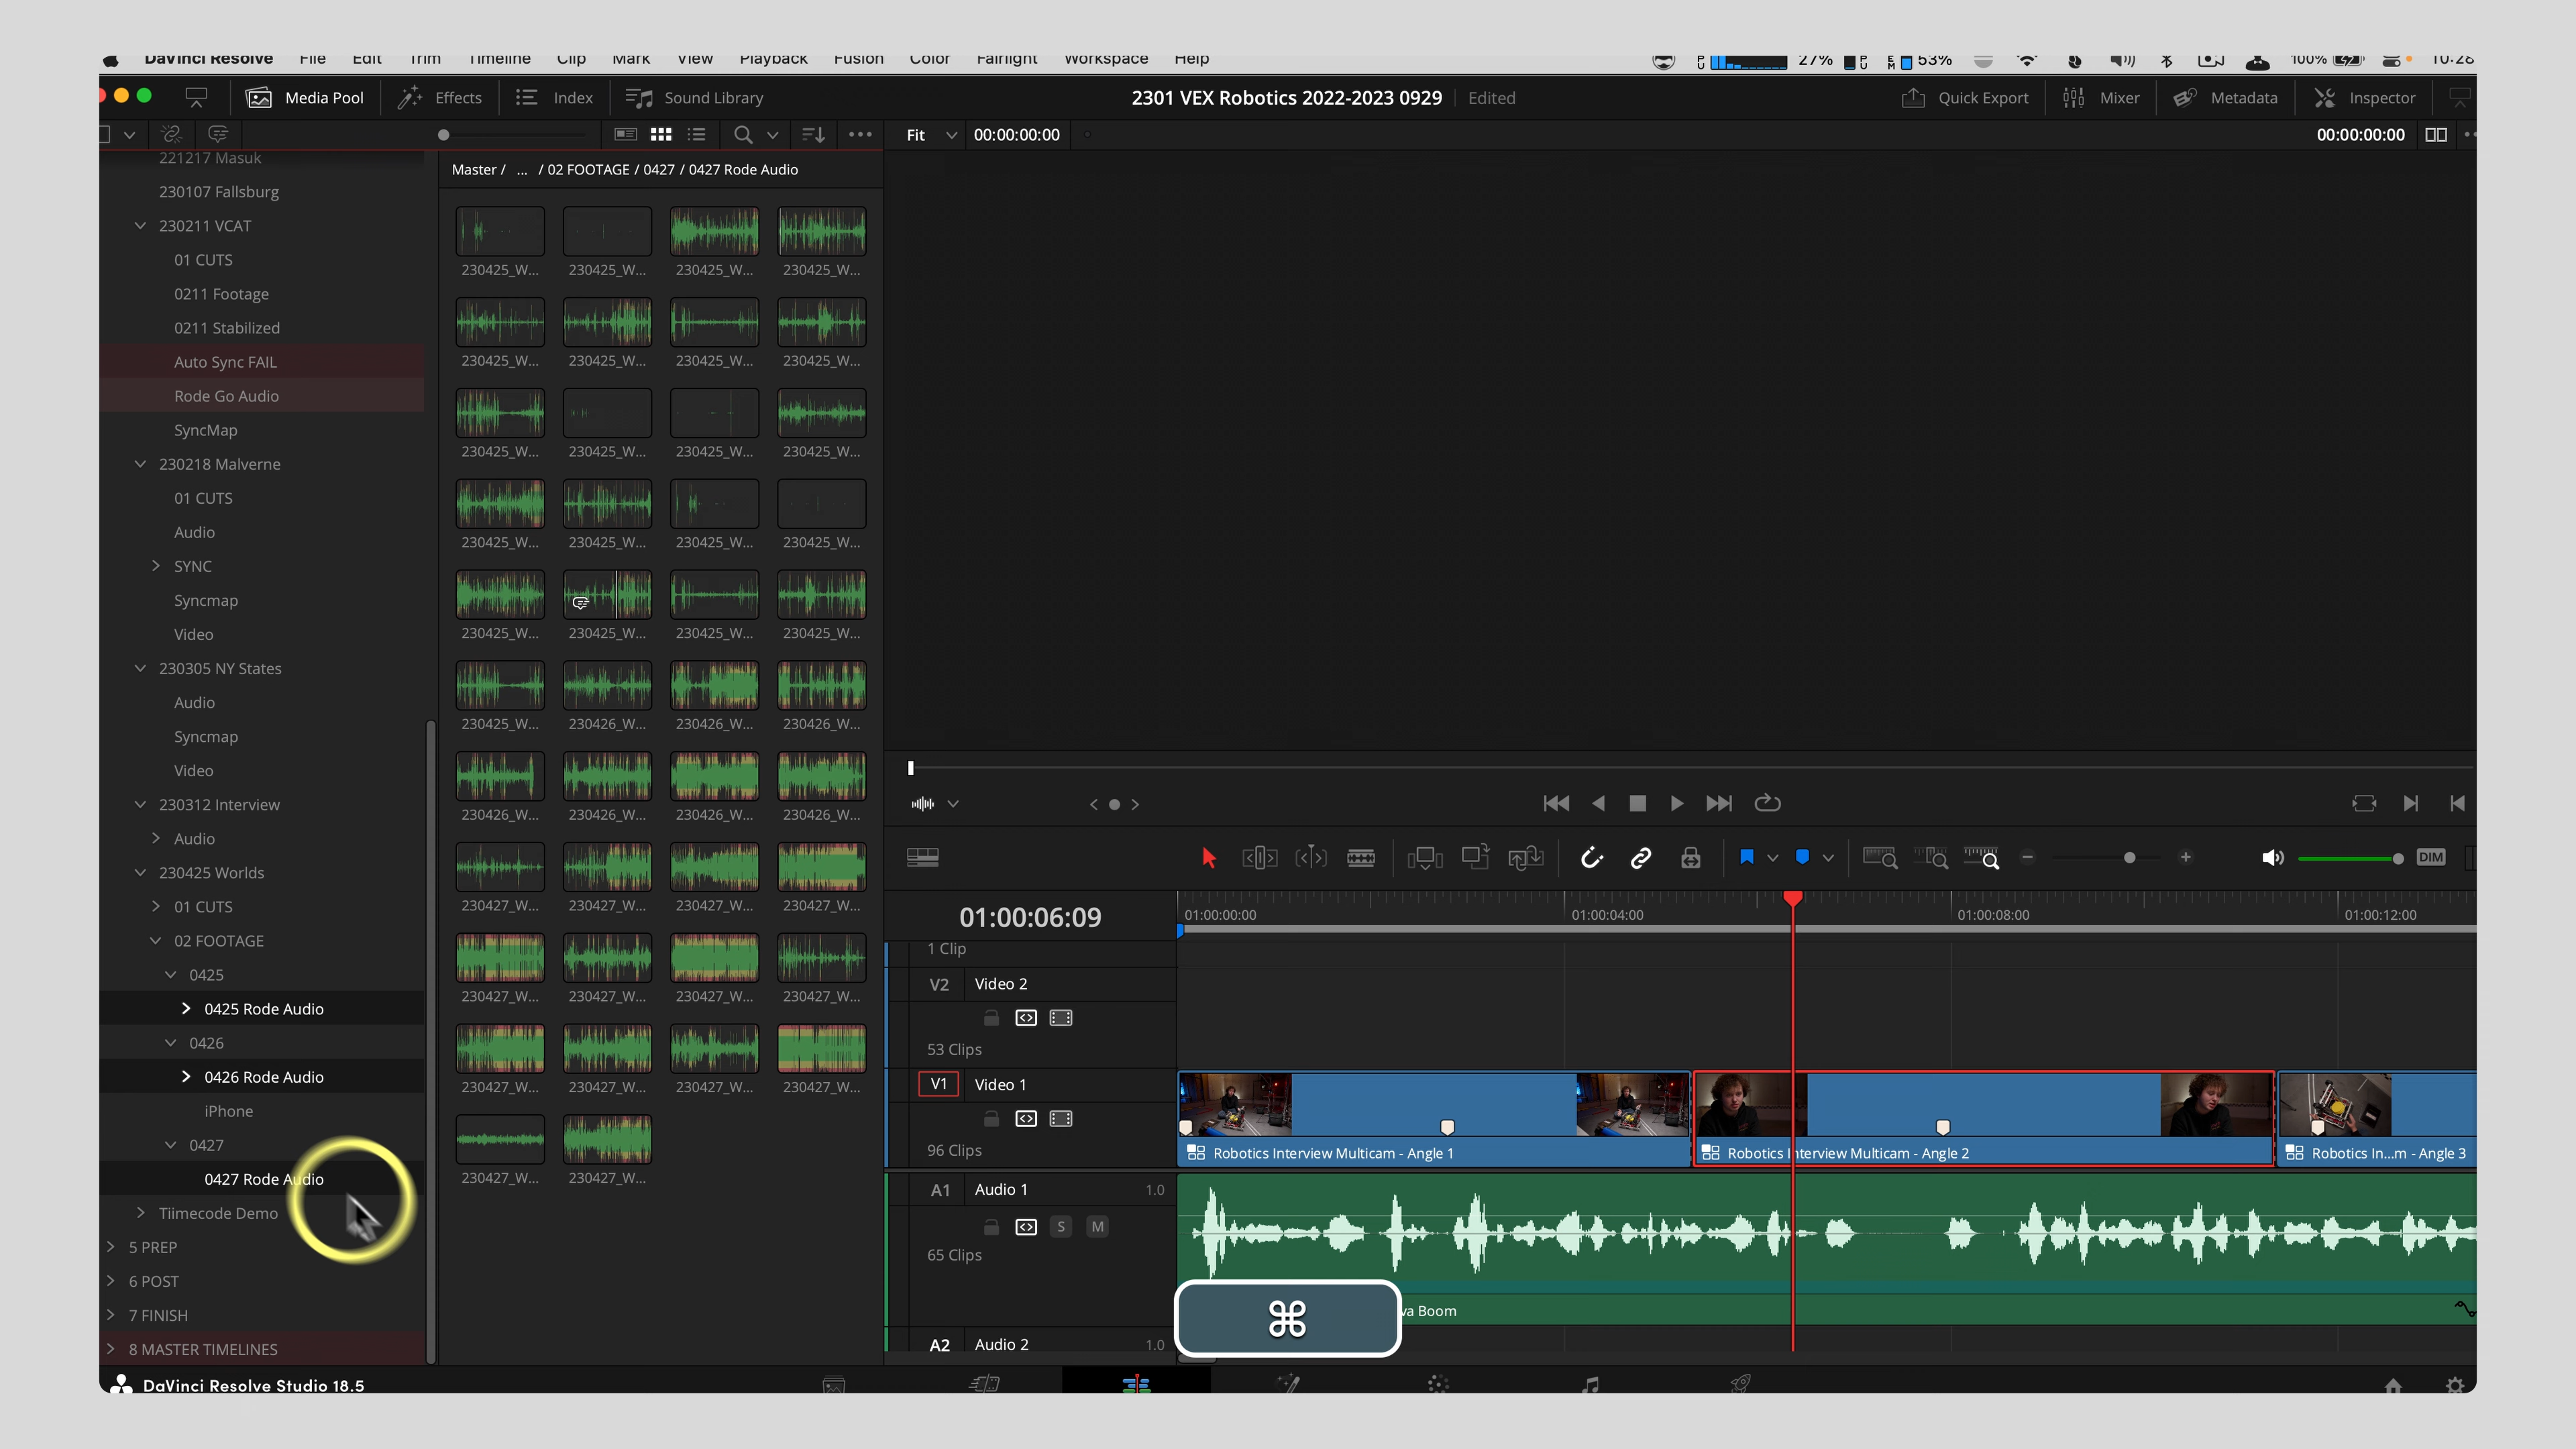 DaVinci Resolve File Edit Trim Timeline Clip Mark View Playback Fusion Color Fairlight Workspace Help 27% 53% 100% 10:28
Media Pool Effects Index Sound Library 2301 VEX Robotics 2022-2023 0929 Edited Quick Export Mixer Metadata Inspector
Fit 00:00:00:00 00:00:00:00
221217 Masuk
230107 Fallsburg
230211 VCAT
01 CUTS
0211 Footage
0211 Stabilized
Auto Sync FAIL
Rode Go Audio
SyncMap
230218 Malverne
01 CUTS
Audio
SYNC
Syncmap
Video
230305 NY States
Audio
Syncmap
Video
230312 Interview
Audio
230425 Worlds
01 CUTS
02 FOOTAGE
0425
0425 Rode Audio
0426
0426 Rode Audio
iPhone
0427
0427 Rode Audio
Tiimecode Demo
5 PREP
6 POST
7 FINISH
8 MASTER TIMELINES
Master / ... / 02 FOOTAGE / 0427 / 0427 Rode Audio
230425_W... 230425_W... 230425_W... 230425_W...
230425_W... 230425_W... 230425_W... 230425_W...
230425_W... 230425_W... 230425_W... 230425_W...
230425_W... 230425_W... 230425_W... 230425_W...
230425_W... 230425_W... 230425_W... 230425_W...
230425_W... 230426_W... 230426_W... 230426_W...
230426_W... 230426_W... 230426_W... 230426_W...
230427_W... 230427_W... 230427_W... 230427_W...
230427_W... 230427_W... 230427_W... 230427_W...
230427_W... 230427_W... 230427_W... 230427_W...
230427_W... 230427_W...
DIM
01:00:06:09 01:00:00:00 01:00:04:00 01:00:08:00 01:00:12:00
1 Clip
V2 Video 2
53 Clips
V1 Video 1
96 Clips
Robotics Interview Multicam - Angle 1 Robotics Interview Multicam - Angle 2 Robotics In...m - Angle 3
A1 Audio 1 1.0
S M
65 Clips
⌘ va Boom
A2 Audio 2 1.0
DaVinci Resolve Studio 18.5